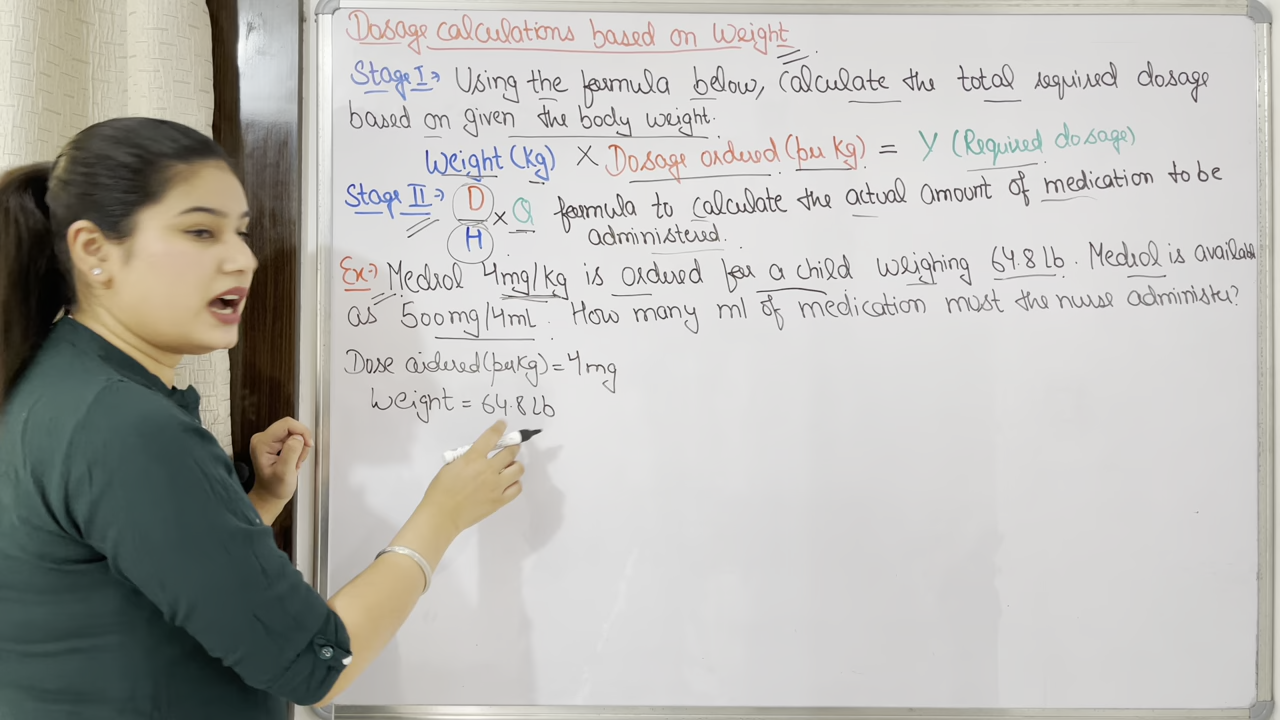 Dosage calculations based on Weight
Stage I:→ Using the formula below, Calculate the total required dosage
based on given the body weight.
Weight (Kg) × Dosage ordered (per Kg) = Y (Required dosage)
Stage II:→ D/H × Q formula to calculate the actual amount of medication to be
administered.
Ex:→ Medrol 4mg/kg is ordered for a child weighing 64.8 lb. Medrol is available
as 500mg/4ml. How many ml of medication must the nurse administer?
Dose ordered (per Kg) = 4mg
Weight = 64.8 Lb